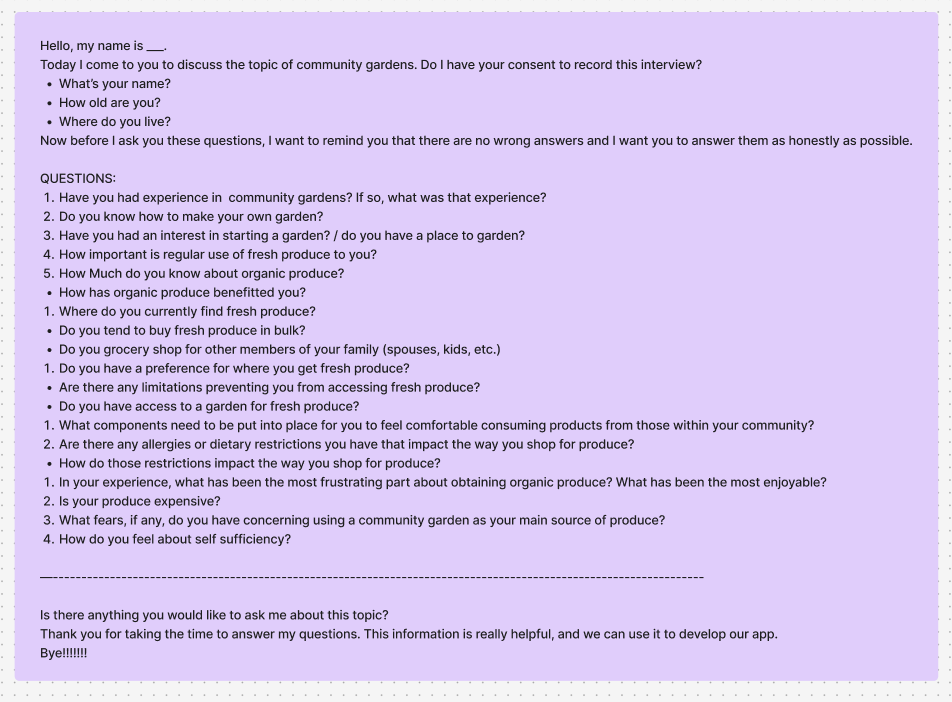 Hello, my name is ___.
Today I come to you to discuss the topic of community gardens. Do I have your consent to record this interview?
• What's your name?
• How old are you?
• Where do you live?
Now before I ask you these questions, I want to remind you that there are no wrong answers and I want you to answer them as honestly as possible.

QUESTIONS:
1. Have you had experience in  community gardens? If so, what was that experience?
2. Do you know how to make your own garden?
3. Have you had an interest in starting a garden? / do you have a place to garden?
4. How important is regular use of fresh produce to you?
5. How Much do you know about organic produce?
• How has organic produce benefitted you?
1. Where do you currently find fresh produce?
• Do you tend to buy fresh produce in bulk?
• Do you grocery shop for other members of your family (spouses, kids, etc.)
1. Do you have a preference for where you get fresh produce?
• Are there any limitations preventing you from accessing fresh produce?
• Do you have access to a garden for fresh produce?
1. What components need to be put into place for you to feel comfortable consuming products from those within your community?
2. Are there any allergies or dietary restrictions you have that impact the way you shop for produce?
• How do those restrictions impact the way you shop for produce?
1. In your experience, what has been the most frustrating part about obtaining organic produce? What has been the most enjoyable?
2. Is your produce expensive?
3. What fears, if any, do you have concerning using a community garden as your main source of produce?
4. How do you feel about self sufficiency?

—---------------------------------------------------------------------------------------------------------------

Is there anything you would like to ask me about this topic?
Thank you for taking the time to answer my questions. This information is really helpful, and we can use it to develop our app.
Bye!!!!!!!